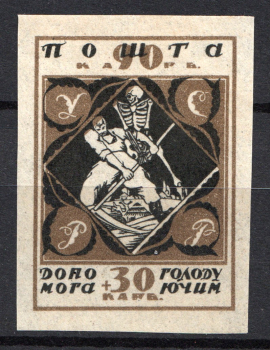 ПОШТА
90
КАРБ.
У С
Р Р
ДОПО ГОЛОДУ
МОГА +30 ЮЧИМ
КАРБ.